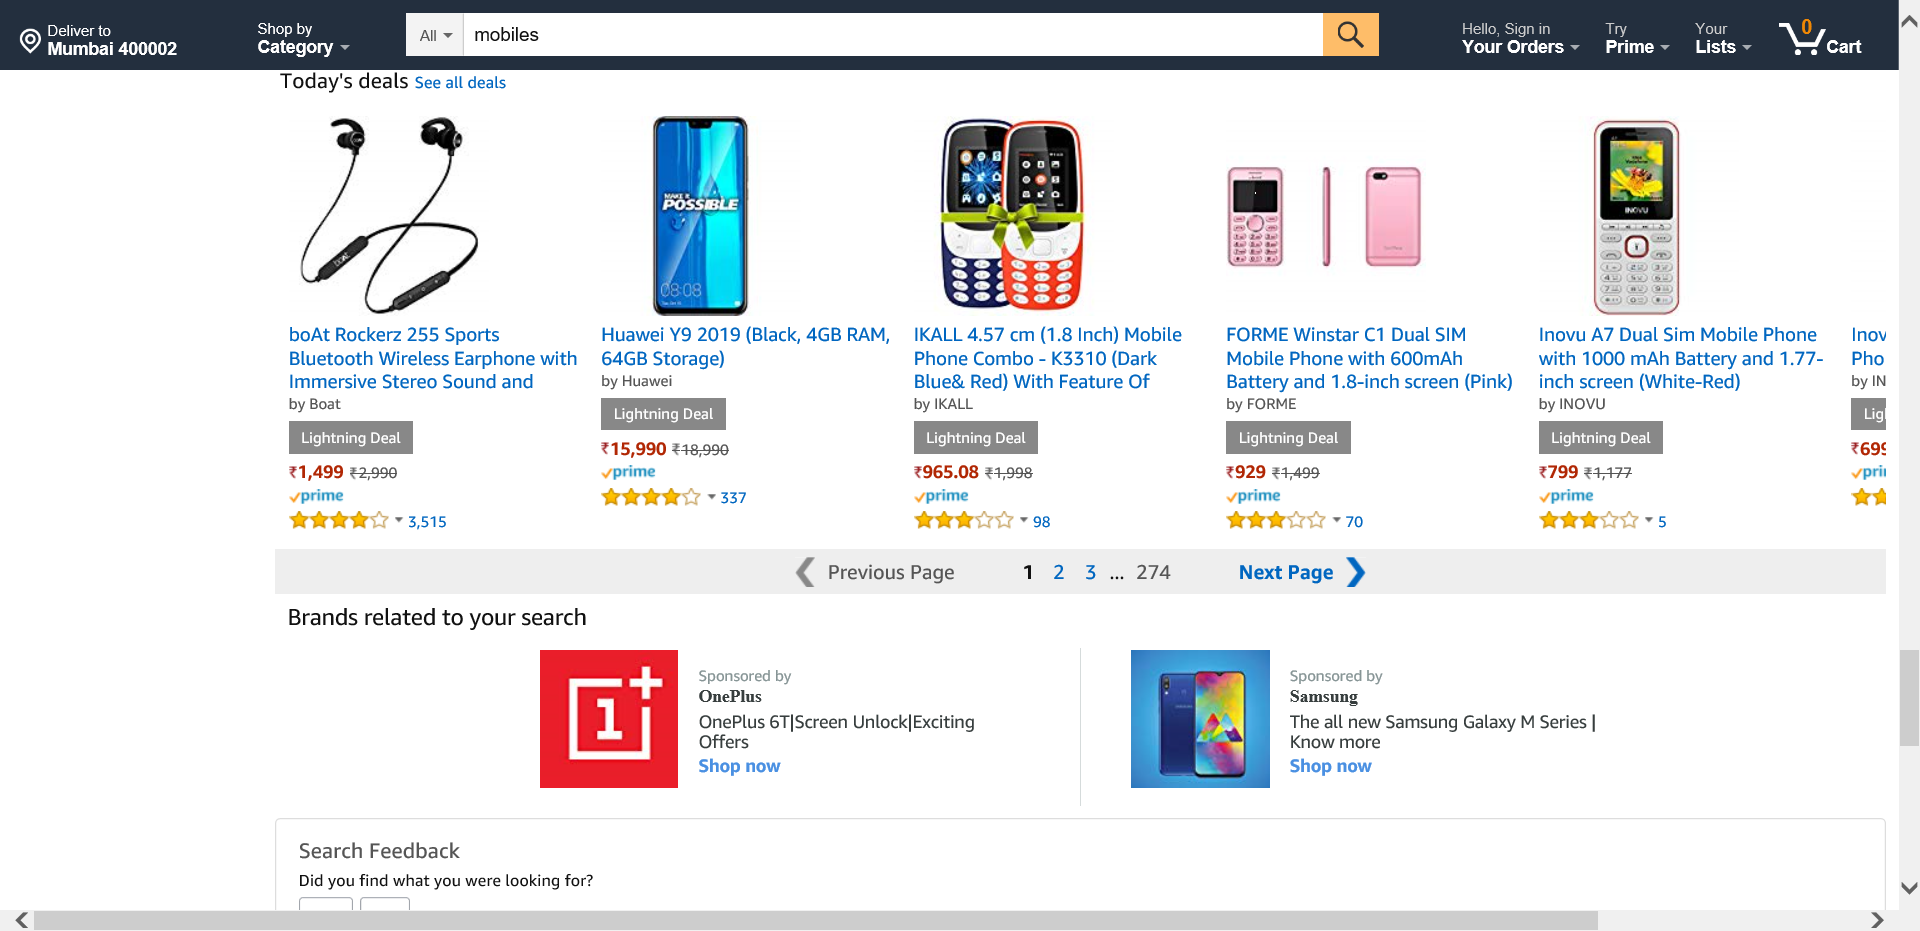 Deliver to
Mumbai 400002
Shop by
Category
All
mobiles
Hello, Sign in
Your Orders
Try
Prime
Your
Lists
0
Cart
Today's deals See all deals
MAKE IT
POSSIBLE
08:08
INOVU
boAt Rockerz 255 Sports
Bluetooth Wireless Earphone with
Immersive Stereo Sound and
by Boat
Lightning Deal
₹1,499 ₹2,990
prime
3,515
Huawei Y9 2019 (Black, 4GB RAM,
64GB Storage)
by Huawei
Lightning Deal
₹15,990 ₹18,990
prime
337
IKALL 4.57 cm (1.8 Inch) Mobile
Phone Combo - K3310 (Dark
Blue& Red) With Feature Of
by IKALL
Lightning Deal
₹965.08 ₹1,998
prime
98
FORME Winstar C1 Dual SIM
Mobile Phone with 600mAh
Battery and 1.8-inch screen (Pink)
by FORME
Lightning Deal
₹929 ₹1,499
prime
70
Inovu A7 Dual Sim Mobile Phone
with 1000 mAh Battery and 1.77-
inch screen (White-Red)
by INOVU
Lightning Deal
₹799 ₹1,177
prime
5
Inov
Pho
by IN
Lig
₹699
pri
Previous Page 1 2 3 ... 274 Next Page
Brands related to your search
Sponsored by
OnePlus
OnePlus 6T|Screen Unlock|Exciting
Offers
Shop now
Sponsored by
Samsung
The all new Samsung Galaxy M Series |
Know more
Shop now
Search Feedback
Did you find what you were looking for?